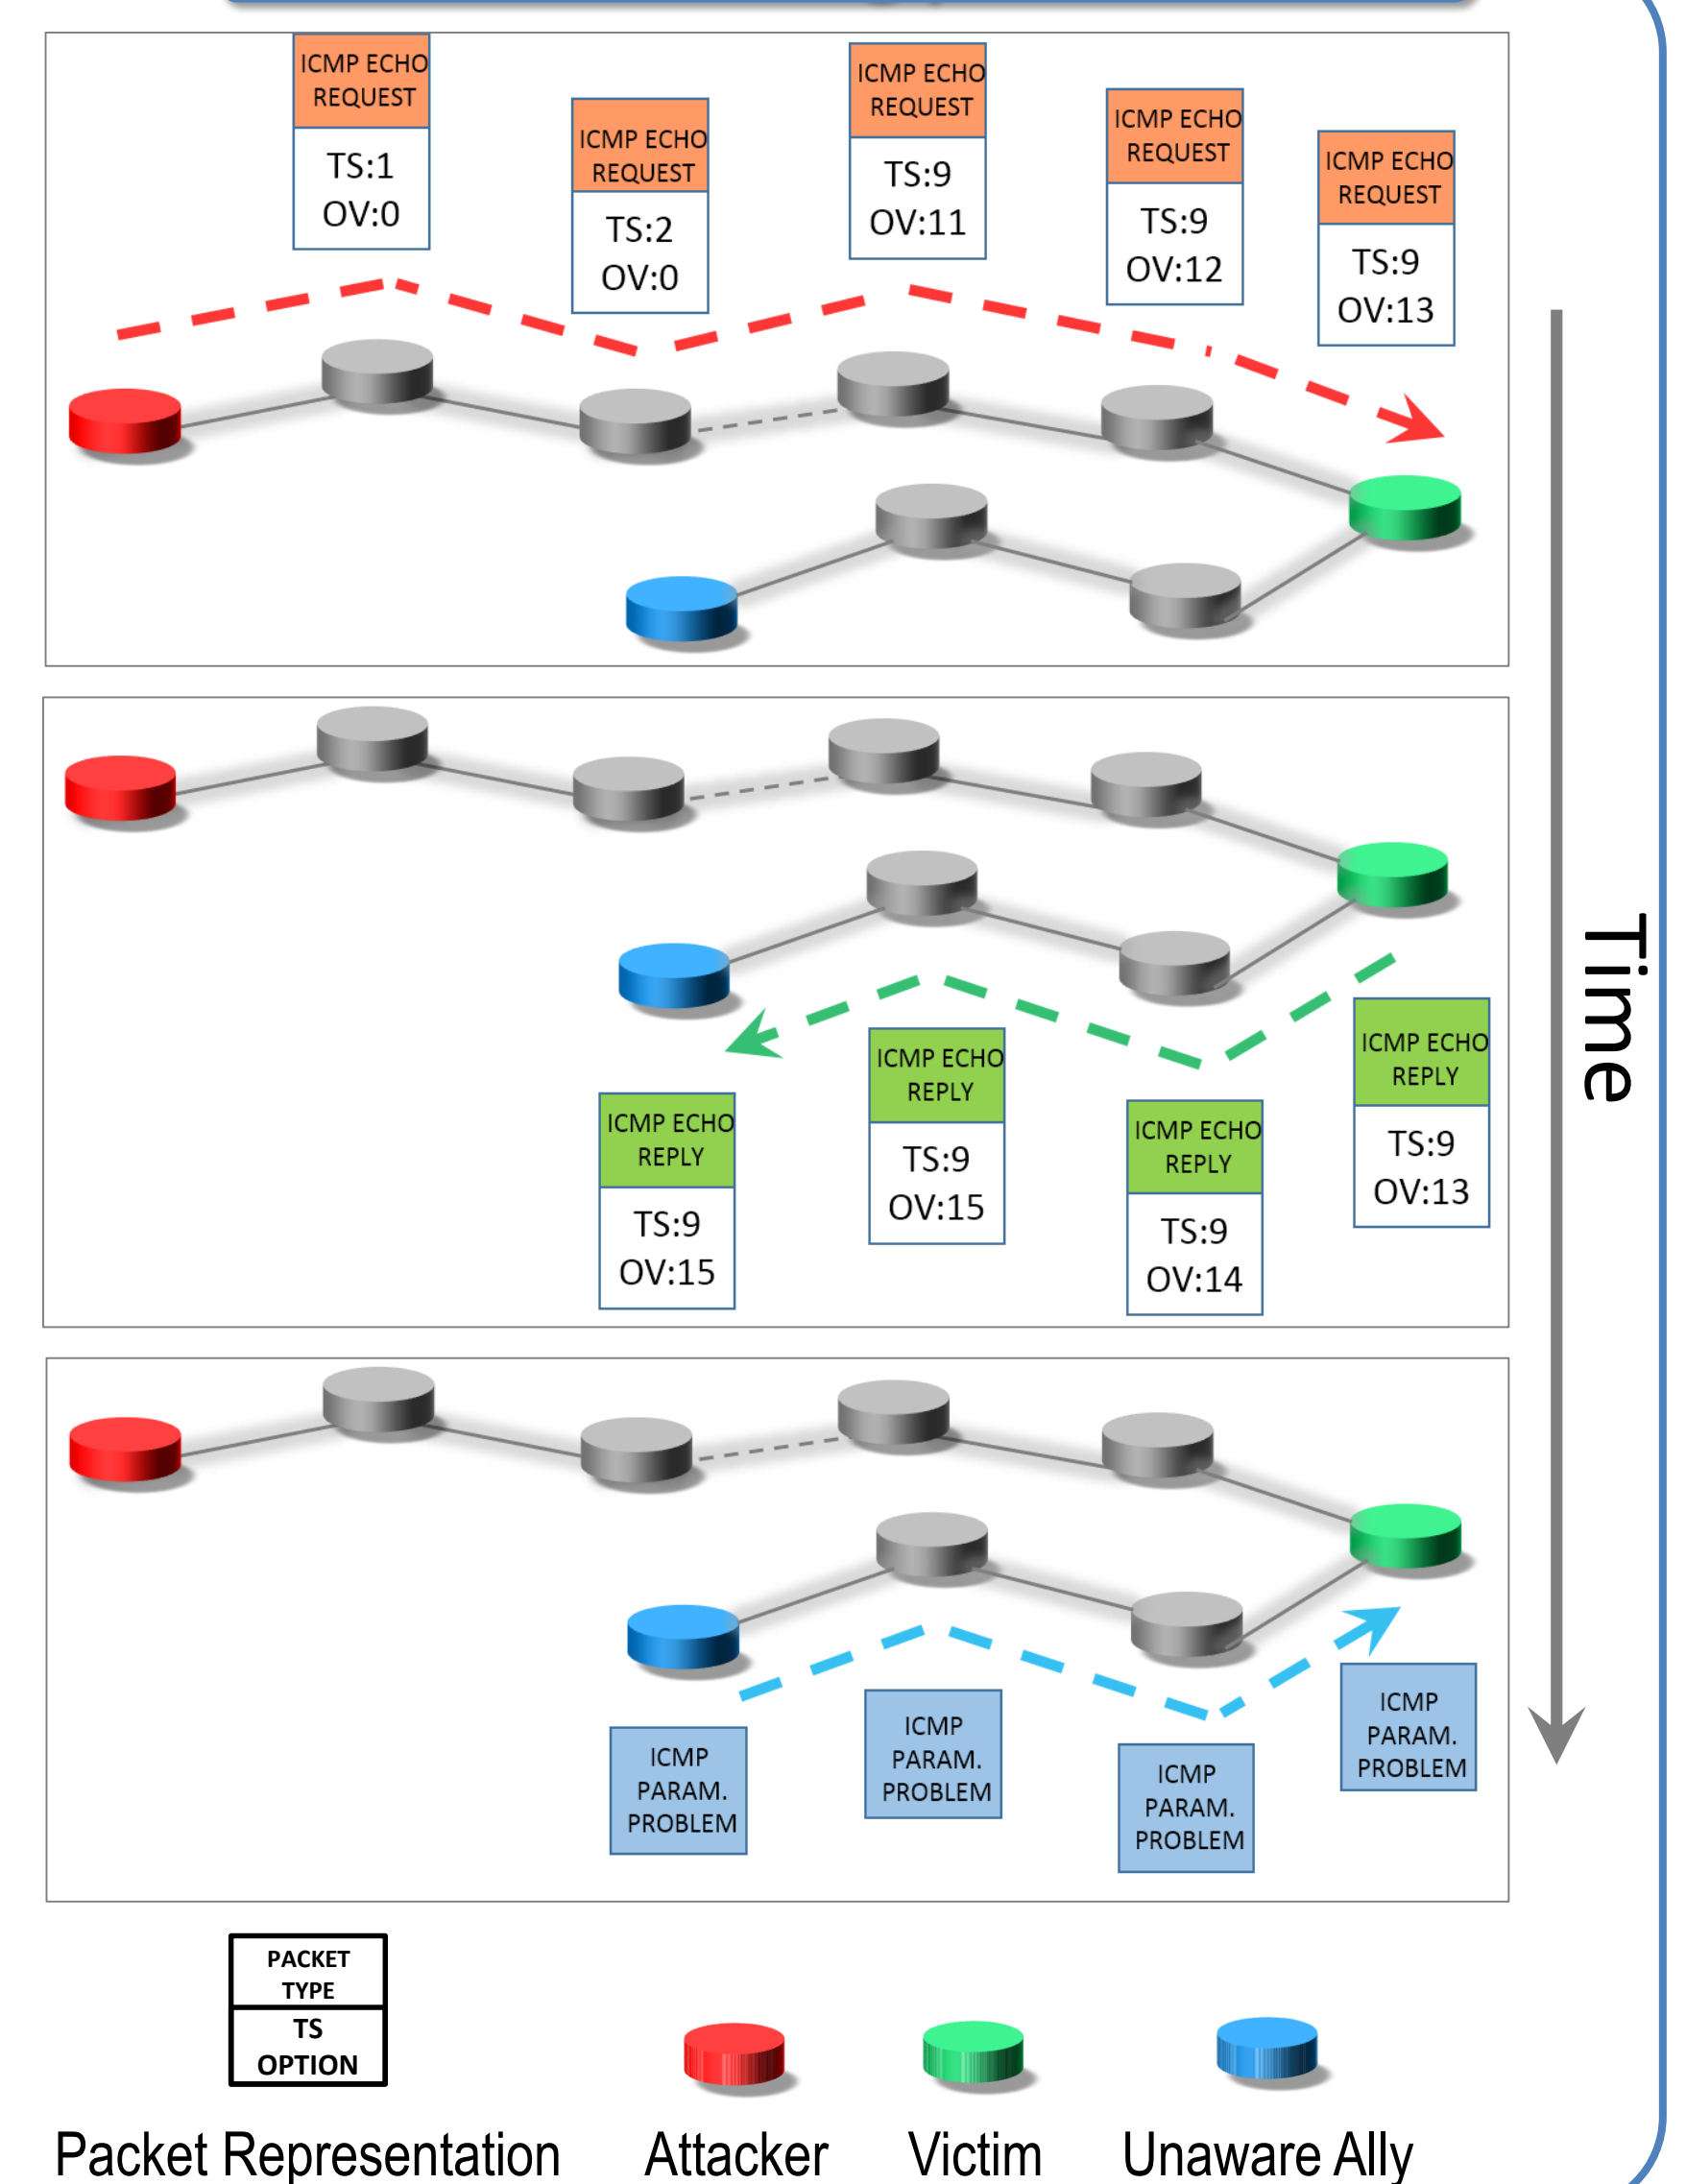 ICMP ECHO
REQUEST
TS:1
OV:0
ICMP ECHO
REQUEST
TS:2
OV:0
ICMP ECHO
REQUEST
TS:9
OV:11
ICMP ECHO
REQUEST
TS:9
OV:12
ICMP ECHO
REQUEST
TS:9
OV:13
Time
ICMP ECHO
REPLY
TS:9
OV:15
ICMP ECHO
REPLY
TS:9
OV:15
ICMP ECHO
REPLY
TS:9
OV:14
ICMP ECHO
REPLY
TS:9
OV:13
ICMP
PARAM.
PROBLEM
ICMP
PARAM.
PROBLEM
ICMP
PARAM.
PROBLEM
ICMP
PARAM.
PROBLEM
PACKET
TYPE
TS
OPTION
Packet Representation
Attacker
Victim
Unaware Ally